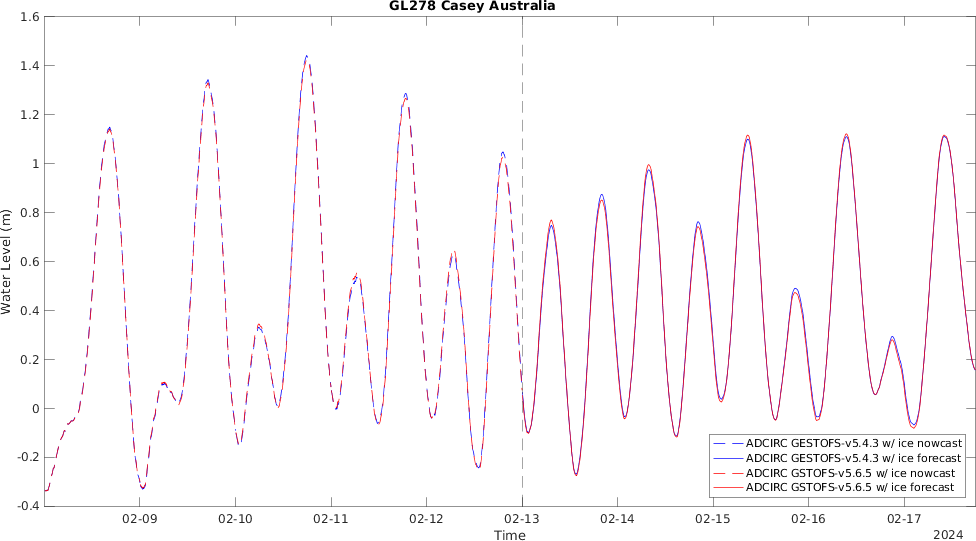 GL278 Casey Australia
1.6
1.4
1.2
1
0.8
0.6
0.4
0.2
0
-0.2
-0.4
Water Level (m)
ADCIRC GESTOFS-v5.4.3 w/ ice nowcast
ADCIRC GESTOFS-v5.4.3 w/ ice forecast
ADCIRC GSTOFS-v5.6.5 w/ ice nowcast
ADCIRC GSTOFS-v5.6.5 w/ ice forecast
02-09 02-10 02-11 02-12 02-13 02-14 02-15 02-16 02-17
Time
2024